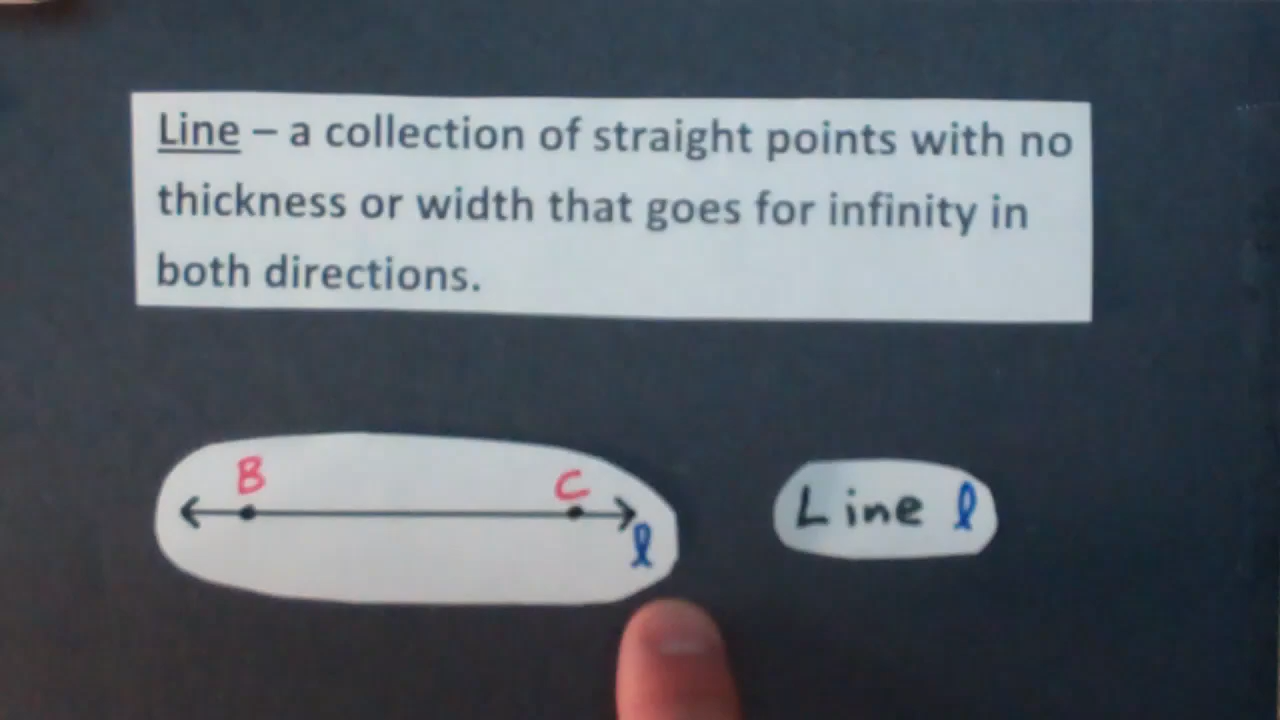 Line – a collection of straight points with no
thickness or width that goes for infinity in
both directions.
B C
ℓ
Line ℓ